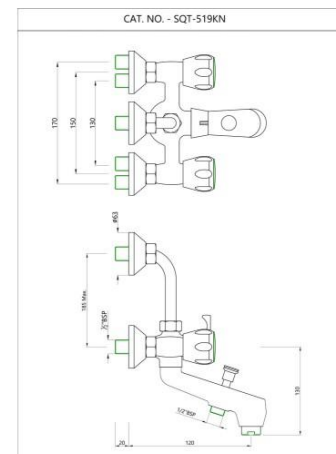 CAT. NO. - SQT-519KN
170
150
130
ø63
185 Max.
½"BSP
1/2"BSP
130
20
120